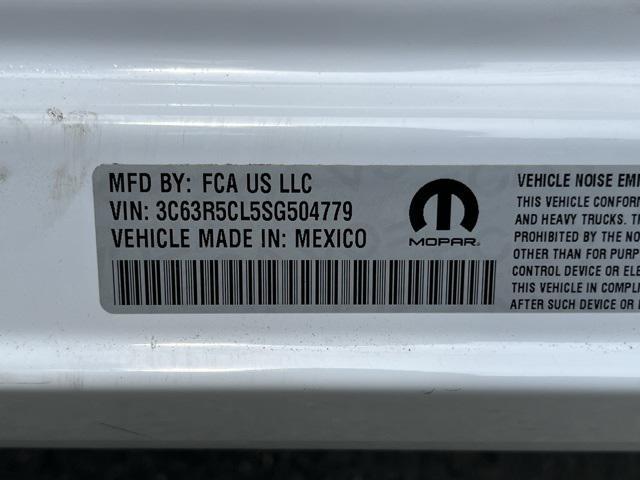 MFD BY: FCA US LLC
VIN: 3C63R5CL5SG504779
VEHICLE MADE IN: MEXICO
MOPAR®
VEHICLE NOISE EMI
THIS VEHICLE CONFORM
AND HEAVY TRUCKS. T
PROHIBITED BY THE NO
OTHER THAN FOR PURP
CONTROL DEVICE OR ELE
THIS VEHICLE IN COMPLI
AFTER SUCH DEVICE OR